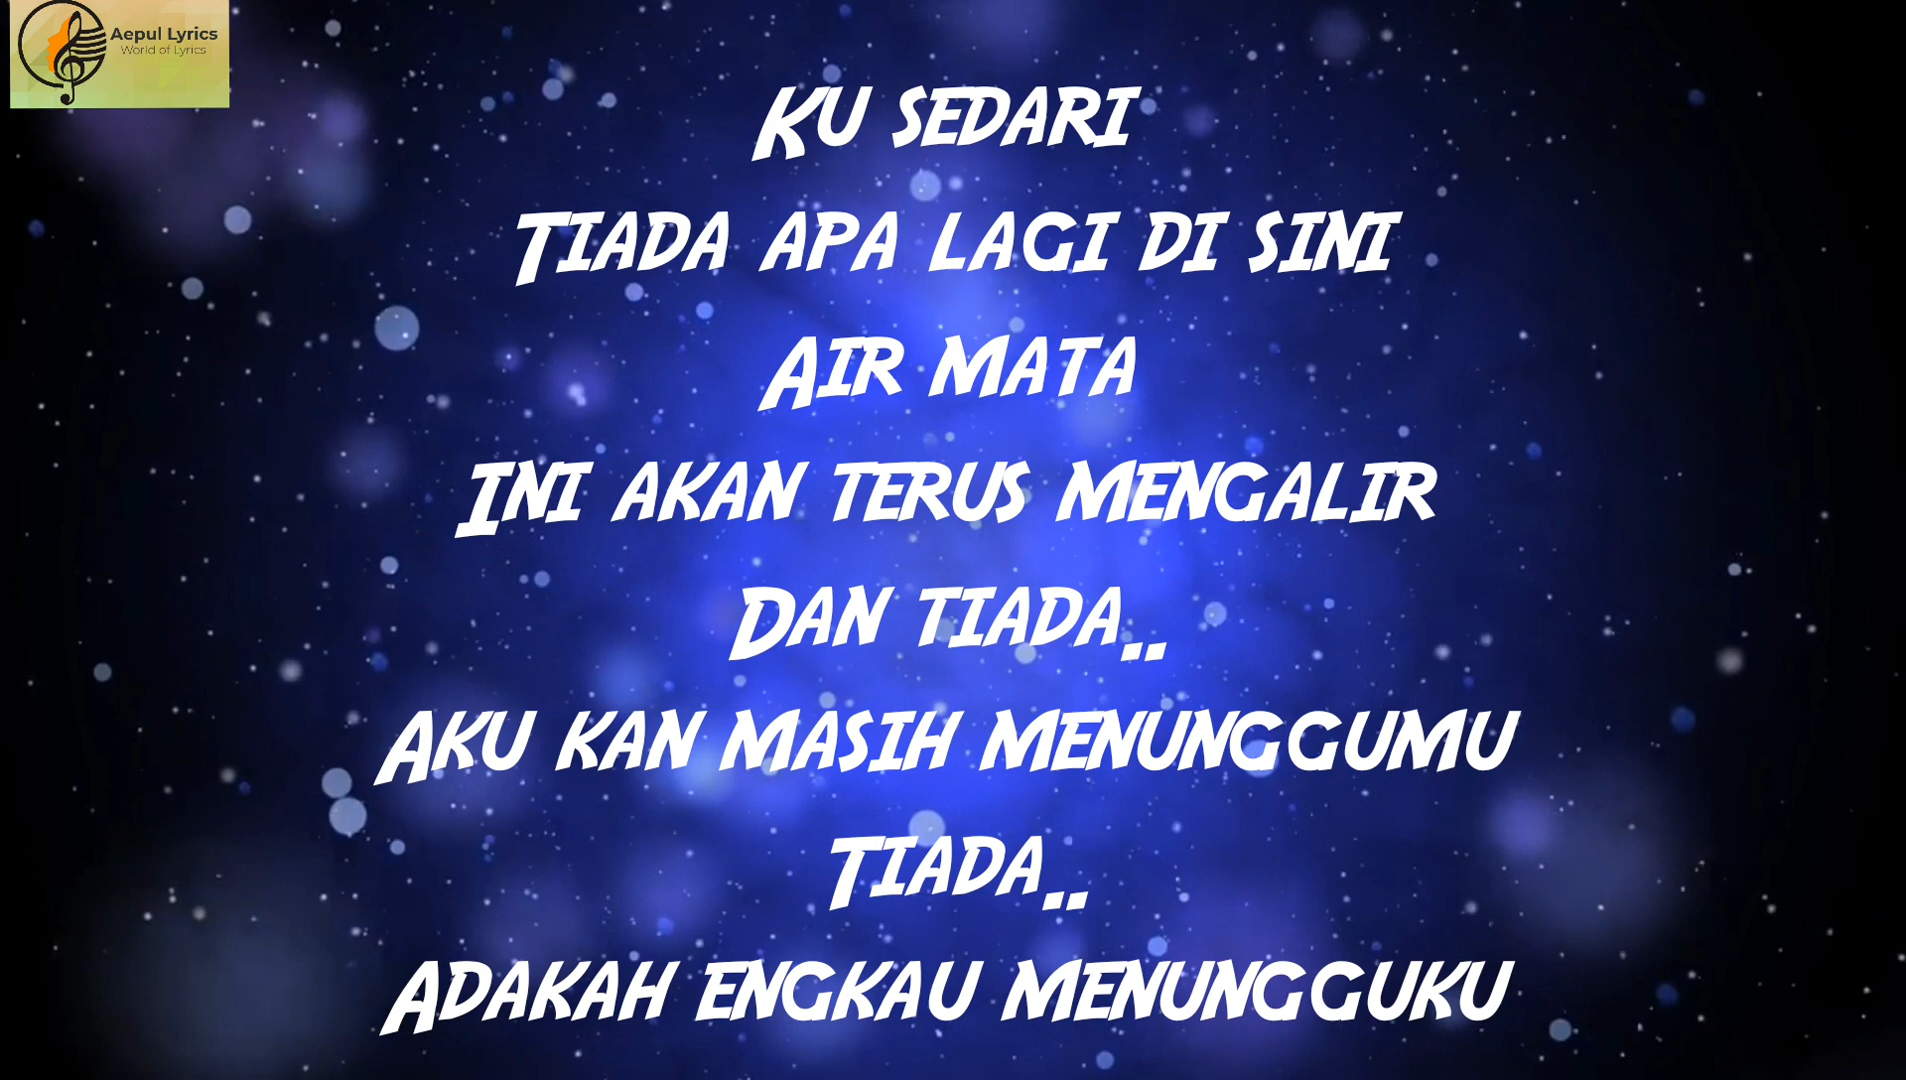 Aepul Lyrics
World of Lyrics
Ku sedari
Tiada apa lagi di sini
Air mata
Ini akan terus mengalir
Dan tiada..
Aku kan masih menunggumu
Tiada..
Adakah engkau menungguku